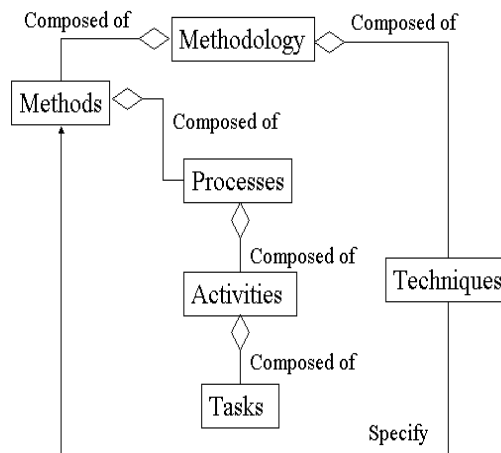 Composed of
Methodology
Composed of
Methods
Composed of
Processes
Composed of
Activities
Techniques
Composed of
Tasks
Specify